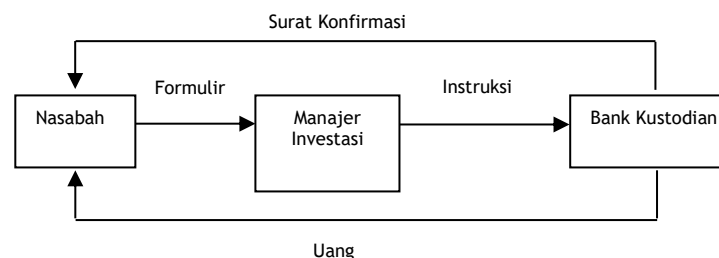 Surat Konfirmasi
Formulir
Instruksi
Nasabah
Manajer
Investasi
Bank Kustodian
Uang